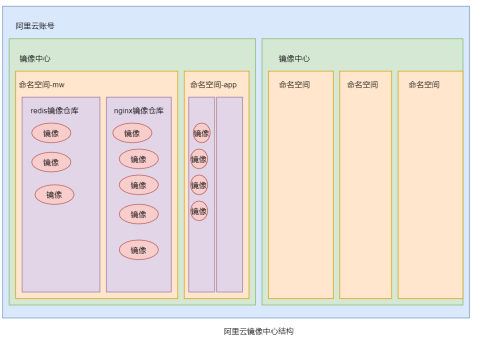 阿里云账号
镜像中心
镜像中心
命名空间-mw
命名空间-app
命名空间
命名空间
命名空间
redis镜像仓库
nginx镜像仓库
镜像
镜像
镜像
镜像
镜像
镜像
镜像
镜像
镜像
镜像
镜像
镜像
阿里云镜像中心结构